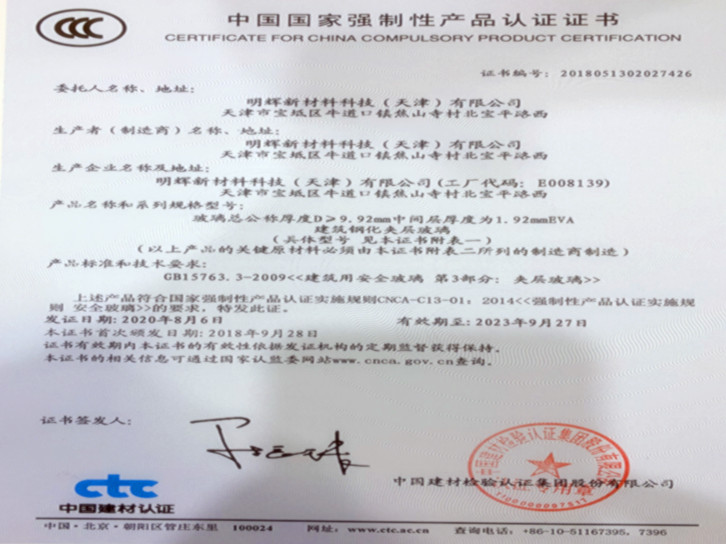 CCC
中国国家强制性产品认证证书
CERTIFICATE FOR CHINA COMPULSORY PRODUCT CERTIFICATION
证书编号: 2018051302027426
委托人名称、地址:
明辉新材料科技（天津）有限公司
天津市宝坻区牛道口镇焦山寺村北宝平路西
生产者（制造商）名称、地址:
明辉新材料科技（天津）有限公司
天津市宝坻区牛道口镇焦山寺村北宝平路西
生产企业名称及地址:
明辉新材料科技（天津）有限公司(工厂代码: E008139)
天津市宝坻区牛道口镇焦山寺村北宝平路西
产品名称和系列规格型号:
玻璃总公称厚度D≥9.92mm中间层厚度为1.92mmEVA
建筑钢化夹层玻璃
(具体型号 见本证书附表一)
(以上产品的关键原材料必须由本证书附表二所列的制造商制造)
产品标准和技术要求:
GB15763.3-2009<<建筑用安全玻璃 第3部分: 夹层玻璃>>
上述产品符合国家强制性产品认证实施规则CNCA-C13-01: 2014<<强制性产品认证实施规
则 安全玻璃>>的要求，特发此证。
发证日期: 2020年8月6日 有效期至: 2023年9月27日
本证书首次颁发日期: 2018年9月28日
证书有效期内本证书的有效性依据发证机构的定期监督获得保持。
本证书的相关信息可通过国家认监委网站www.cnca.gov.cn查询。
证书签发人:
中国建材检验认证集团股份有限公司
ctc
中国建材认证
中国·北京·朝阳区管庄东里 100024 网址: www.ctc.ac.cn 查询电话: +86-10-51167395, 7396